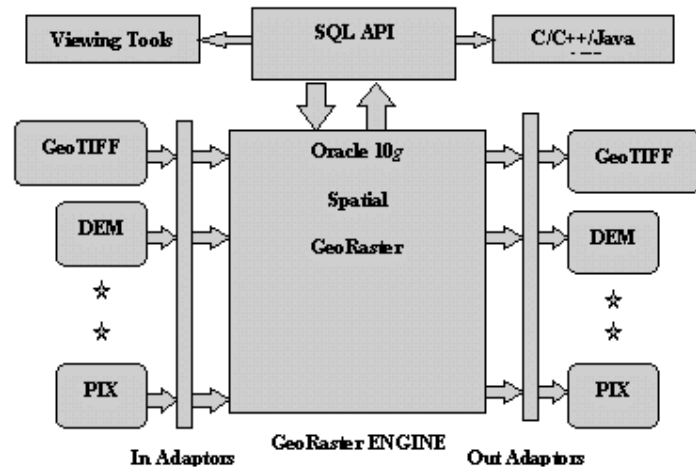 Viewing Tools
SQL API
C/C++/Java
GeoTIFF
Oracle 10g
GeoTIFF
Spatial
DEM
GeoRaster
DEM
PIX
PIX
In Adaptors
GeoRaster ENGINE
Out Adaptors